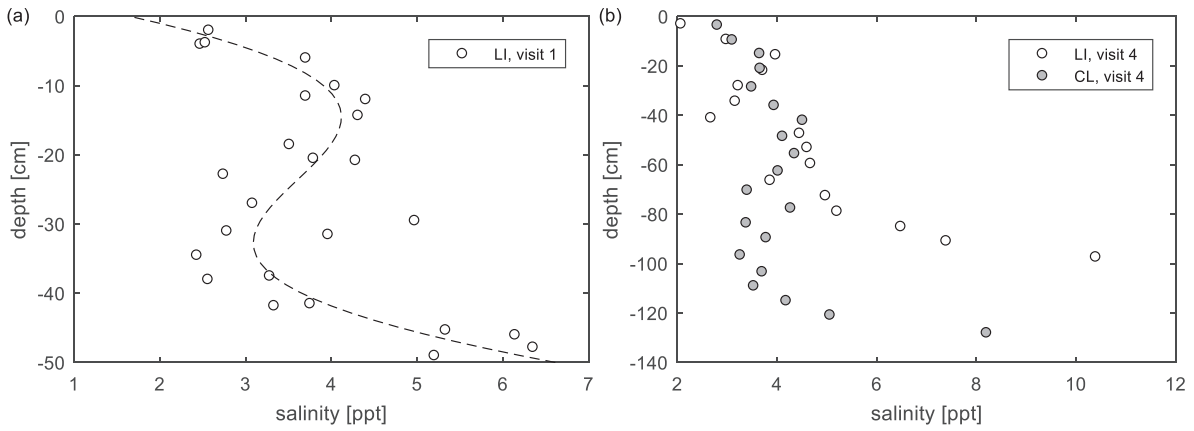 (a)
0
-10
-20
-30
-40
-50
depth [cm]
1 2 3 4 5 6 7
salinity [ppt]
LI, visit 1
(b)
0
-20
-40
-60
-80
-100
-120
-140
depth [cm]
2 4 6 8 10 12
salinity [ppt]
LI, visit 4
CL, visit 4